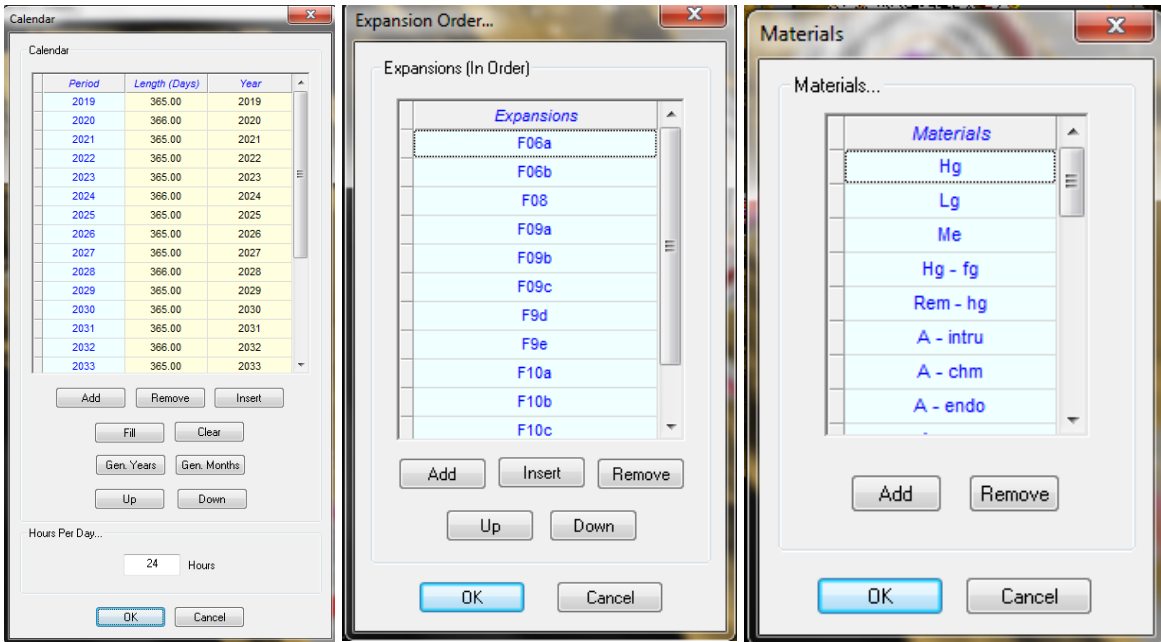 Calendar
Calendar
Period Length (Days) Year
2019 365.00 2019
2020 366.00 2020
2021 365.00 2021
2022 365.00 2022
2023 365.00 2023
2024 366.00 2024
2025 365.00 2025
2026 365.00 2026
2027 365.00 2027
2028 366.00 2028
2029 365.00 2029
2030 365.00 2030
2031 365.00 2031
2032 366.00 2032
2033 365.00 2033
Add Remove Insert
Fill Clear
Gen. Years Gen. Months
Up Down
Hours Per Day...
24 Hours
OK Cancel
Expansion Order...
Expansions (In Order)
Expansions
F06a
F06b
F08
F09a
F09b
F09c
F9d
F9e
F10a
F10b
F10c
Add Insert Remove
Up Down
OK Cancel
Materials
Materials...
Materials
Hg
Lg
Me
Hg - fg
Rem - hg
A - intru
A - chm
A - endo
Add Remove
OK Cancel